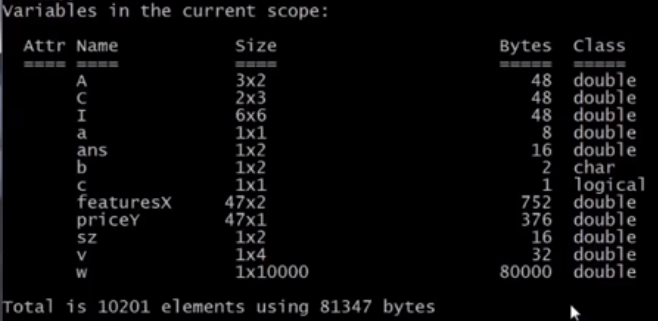 Variables in the current scope:
Attr Name Size Bytes Class
==== ==== ==== ===== =====
A 3x2 48 double
C 2x3 48 double
I 6x6 48 double
a 1x1 8 double
ans 1x2 16 double
b 1x2 2 char
c 1x1 1 logical
featuresX 47x2 752 double
priceY 47x1 376 double
sz 1x2 16 double
v 1x4 32 double
w 1x10000 80000 double
Total is 10201 elements using 81347 bytes